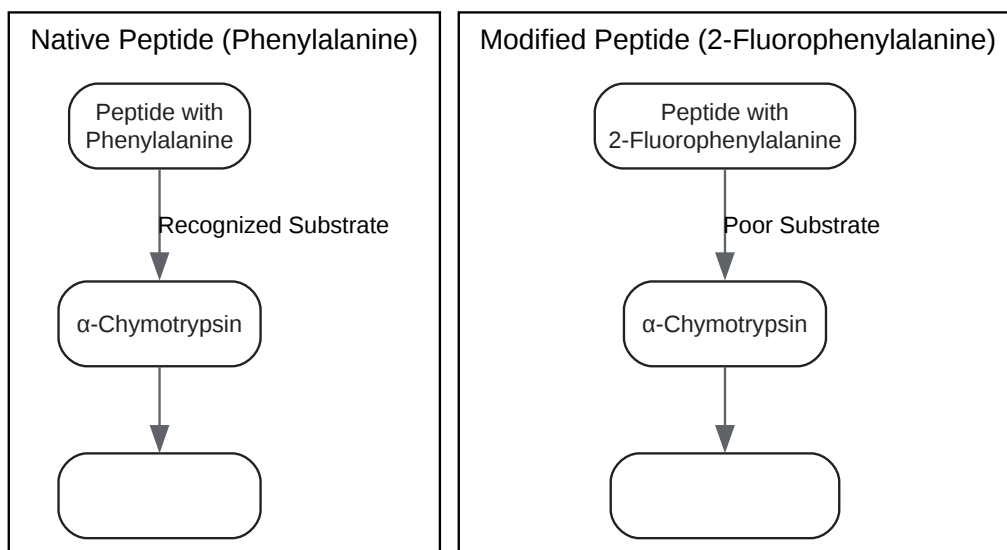 Native Peptide (Phenylalanine)
Peptide with
Phenylalanine
Recognized Substrate
α-Chymotrypsin
Modified Peptide (2-Fluorophenylalanine)
Peptide with
2-Fluorophenylalanine
Poor Substrate
α-Chymotrypsin